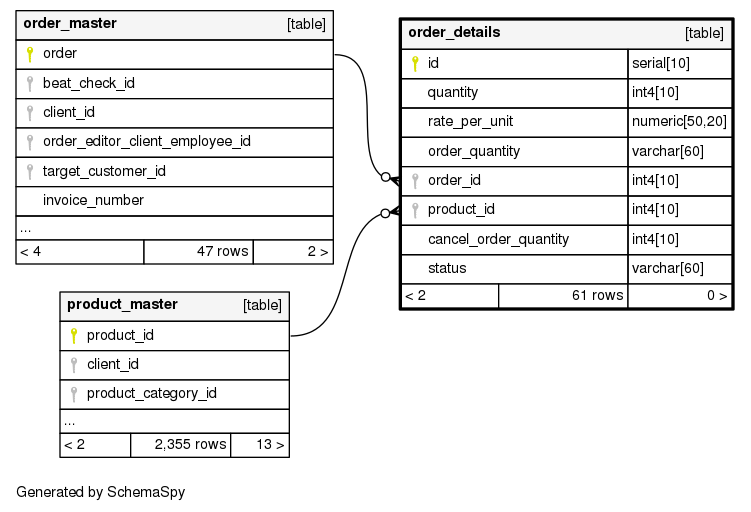 order_master [table]
order
beat_check_id
client_id
order_editor_client_employee_id
target_customer_id
invoice_number
...
< 4 47 rows 2 >
order_details [table]
id serial[10]
quantity int4[10]
rate_per_unit numeric[50,20]
order_quantity varchar[60]
order_id int4[10]
product_id int4[10]
cancel_order_quantity int4[10]
status varchar[60]
< 2 61 rows 0 >
product_master [table]
product_id
client_id
product_category_id
...
< 2 2,355 rows 13 >
Generated by SchemaSpy